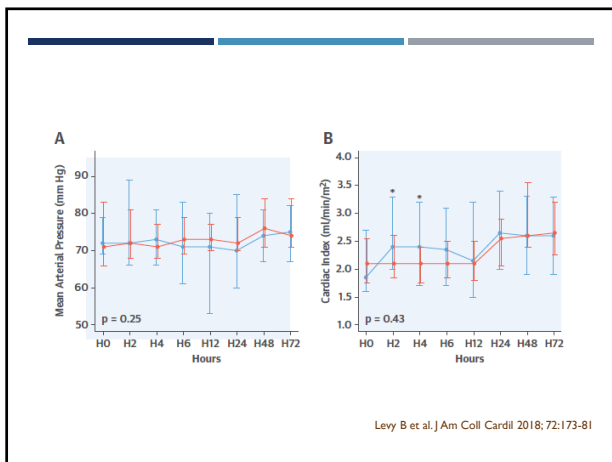 A
Mean Arterial Pressure (mm Hg)
90
80
70
60
50
p = 0.25
H0 H2 H4 H6 H12 H24 H48 H72
Hours
B
Cardiac Index (ml/min/m²)
4.0
3.5
3.0
2.5
2.0
1.5
1.0
* *
p = 0.43
H0 H2 H4 H6 H12 H24 H48 H72
Hours
Levy B et al. J Am Coll Cardil 2018; 72:173-81